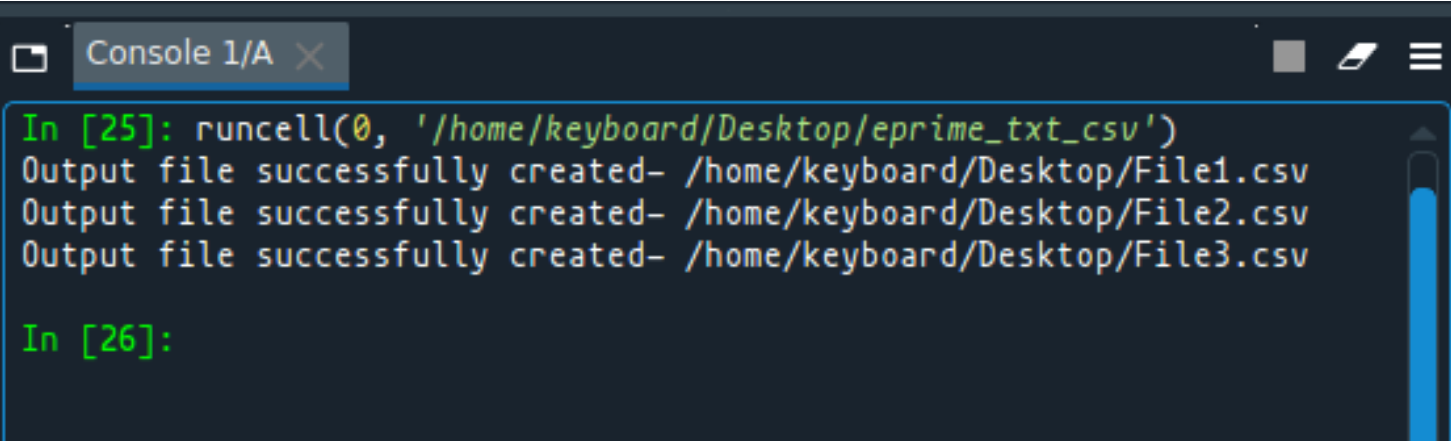 Console 1/A
In [25]: runcell(0, '/home/keyboard/Desktop/eprime_txt_csv')
Output file successfully created- /home/keyboard/Desktop/File1.csv
Output file successfully created- /home/keyboard/Desktop/File2.csv
Output file successfully created- /home/keyboard/Desktop/File3.csv
In [26]: